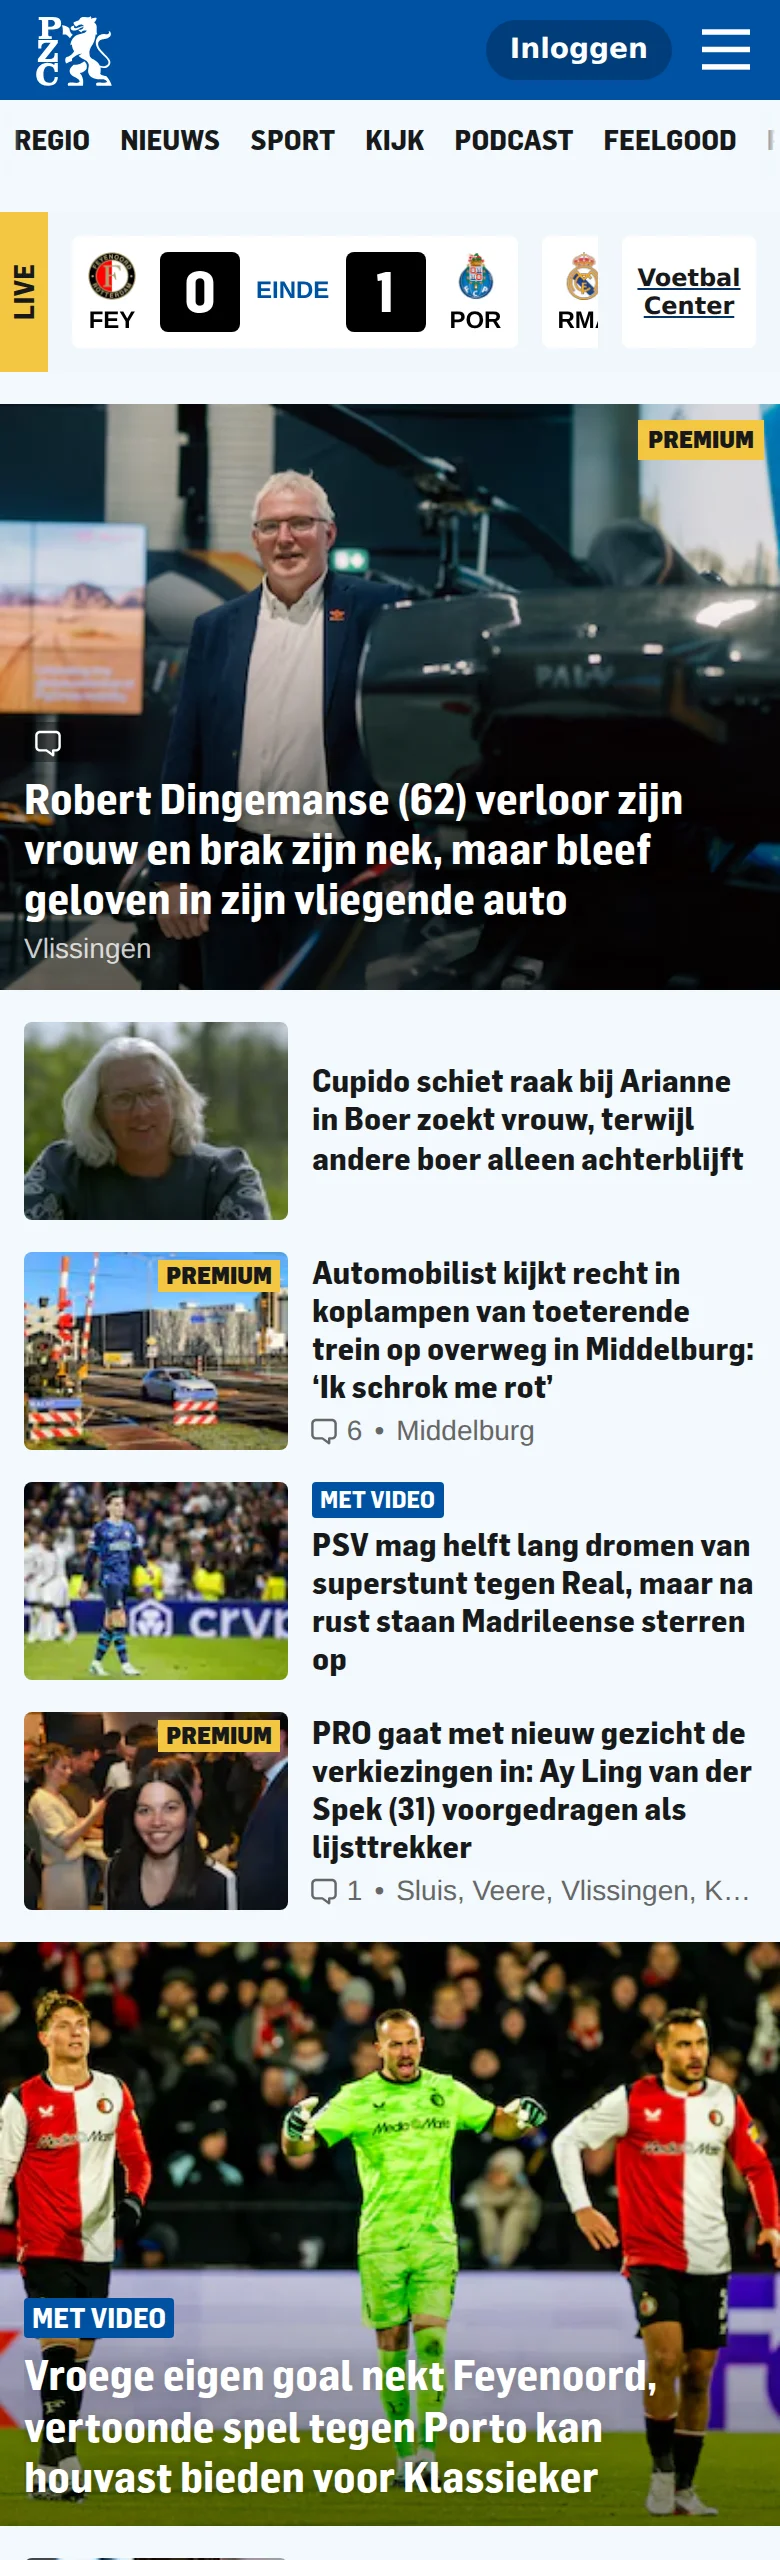 PZC
Inloggen
REGIO NIEUWS SPORT KIJK PODCAST FEELGOOD
LIVE
FEY 0 EINDE 1 POR
RMA
Voetbal
Center
PREMIUM
PAL-V
Robert Dingemanse (62) verloor zijn
vrouw en brak zijn nek, maar bleef
geloven in zijn vliegende auto
Vlissingen
Cupido schiet raak bij Arianne
in Boer zoekt vrouw, terwijl
andere boer alleen achterblijft
PREMIUM
Automobilist kijkt recht in
koplampen van toeterende
trein op overweg in Middelburg:
‘Ik schrok me rot’
6 • Middelburg
MET VIDEO
PSV mag helft lang dromen van
superstunt tegen Real, maar na
rust staan Madrileense sterren
op
PREMIUM
PRO gaat met nieuw gezicht de
verkiezingen in: Ay Ling van der
Spek (31) voorgedragen als
lijsttrekker
1 • Sluis, Veere, Vlissingen, K...
MET VIDEO
Vroege eigen goal nekt Feyenoord,
vertoonde spel tegen Porto kan
houvast bieden voor Klassieker